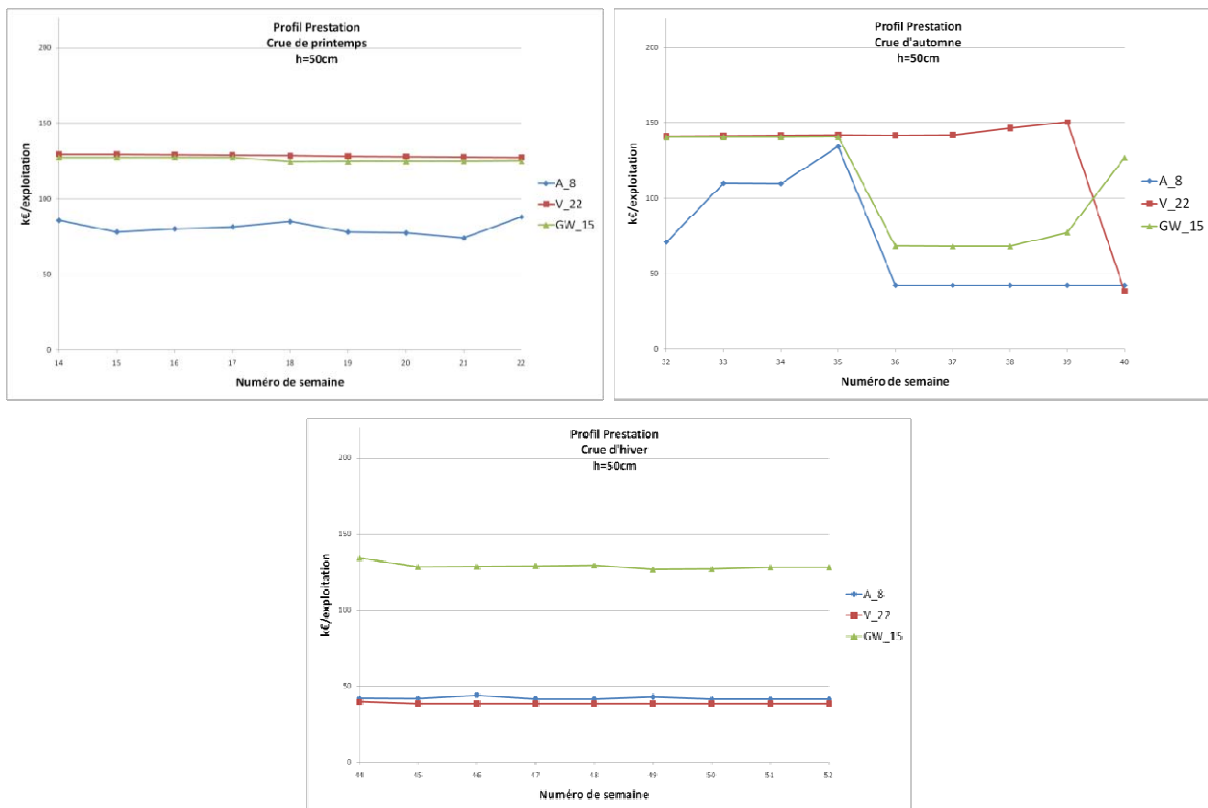 Profil Prestation
Crue de printemps
h=50cm
k€/exploitation
200
150
100
50
0
14 15 16 17 18 19 20 21 22
Numéro de semaine
A_8
V_22
GW_15
Profil Prestation
Crue d'automne
h=50cm
k€/exploitation
200
150
100
50
0
32 33 34 35 36 37 38 39 40
Numéro de semaine
A_8
V_22
GW_15
Profil Prestation
Crue d'hiver
h=50cm
k€/exploitation
200
150
100
50
0
44 45 46 47 48 49 50 51 52
Numéro de semaine
A_8
V_22
GW_15